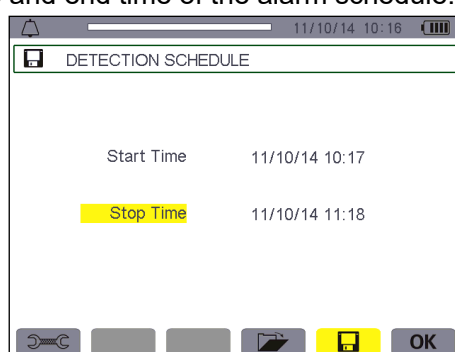 and end time of the alarm schedule.
11/10/14 10:16
DETECTION SCHEDULE
Start Time 11/10/14 10:17
Stop Time 11/10/14 11:18
OK